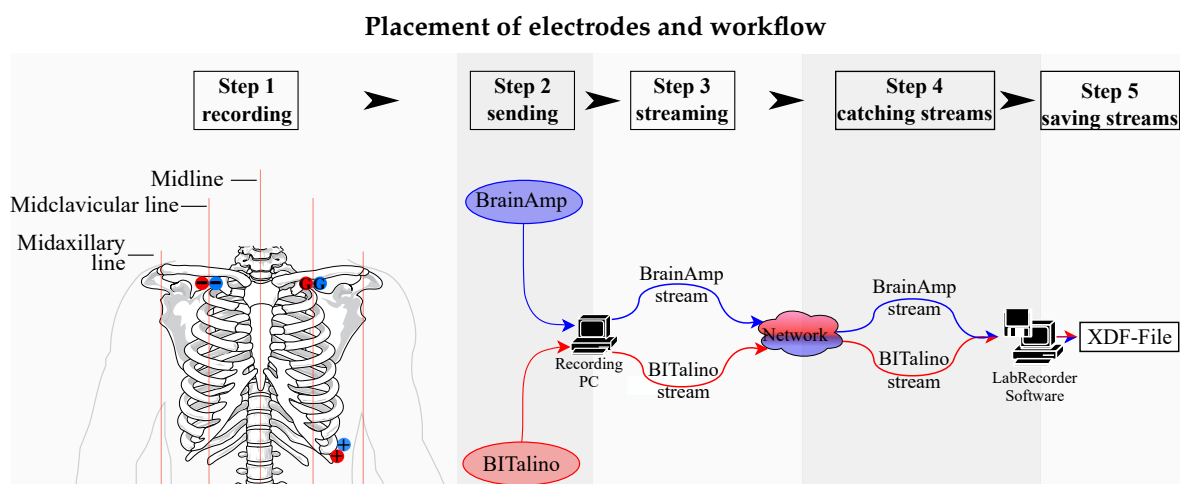 Placement of electrodes and workflow
Step 1
recording
Step 2
sending
Step 3
streaming
Step 4
catching streams
Step 5
saving streams
Midline
Midclavicular line
Midaxillary
line
G G
BrainAmp
BITalino
Recording
PC
BrainAmp
stream
BITalino
stream
Network
BrainAmp
stream
BITalino
stream
LabRecorder
Software
XDF-File